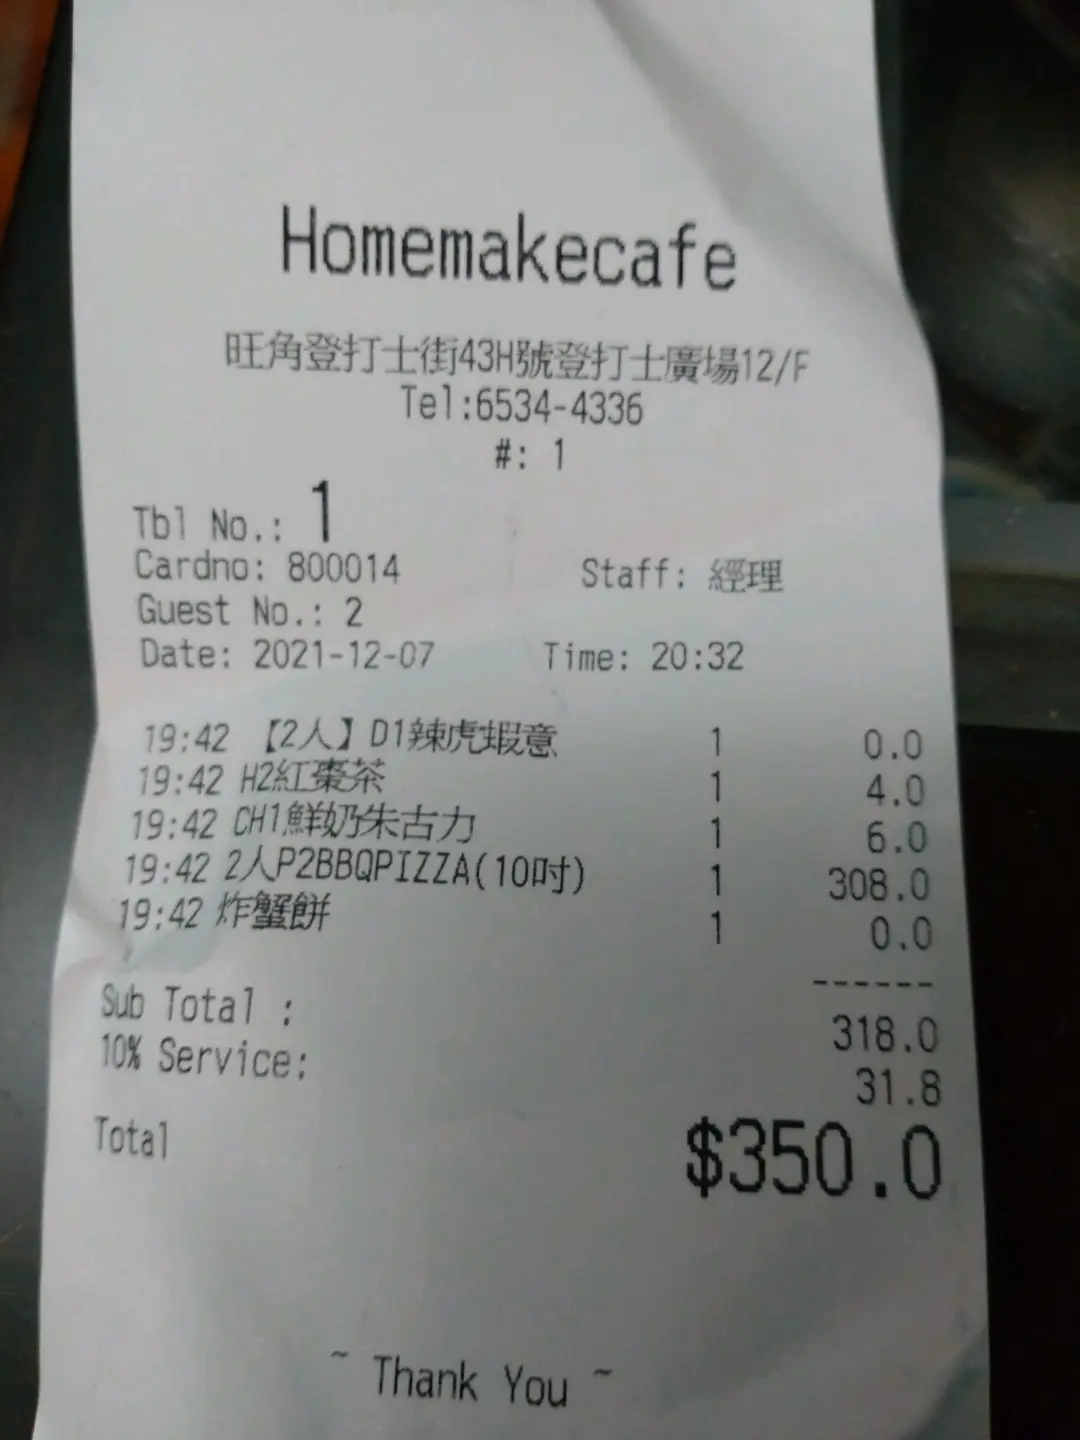 Homemakecafe
旺角登打士街43H號登打士廣場12/F
Tel:6534-4336
#: 1
Tbl No.: 1
Cardno: 800014 Staff: 經理
Guest No.: 2
Date: 2021-12-07 Time: 20:32
19:42 【2人】D1辣虎蝦意 1 0.0
19:42 H2紅棗茶 1 4.0
19:42 CH1鮮奶朱古力 1 6.0
19:42 2人P2BBQPIZZA(10吋) 1 308.0
19:42 炸蟹餅 1 0.0
------
Sub Total : 318.0
10% Service: 31.8
Total $350.0
~ Thank You ~